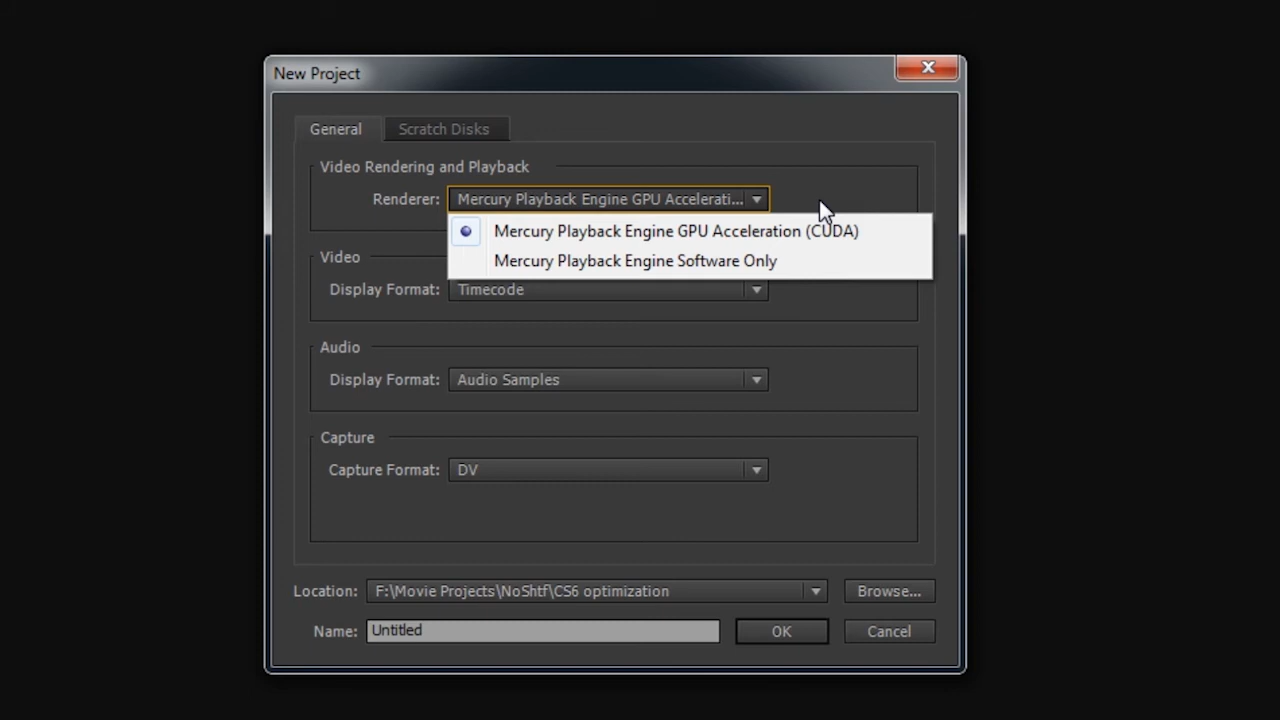 New Project
General
Scratch Disks
Video Rendering and Playback
Renderer: Mercury Playback Engine GPU Accelerati...
Mercury Playback Engine GPU Acceleration (CUDA)
Mercury Playback Engine Software Only
Video
Display Format: Timecode
Audio
Display Format: Audio Samples
Capture
Capture Format: DV
Location: F:\Movie Projects\NoShtf\CS6 optimization Browse...
Name: Untitled OK Cancel